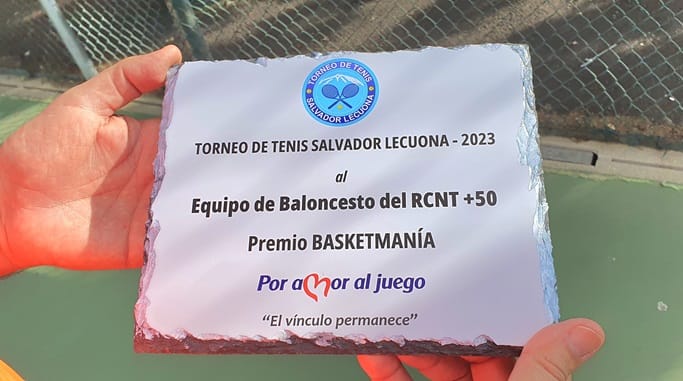 TORNEO DE TENIS
SALVADOR LECUONA
TORNEO DE TENIS SALVADOR LECUONA - 2023
al
Equipo de Baloncesto del RCNT +50
Premio BASKETMANÍA
Por amor al juego
“El vínculo permanece”